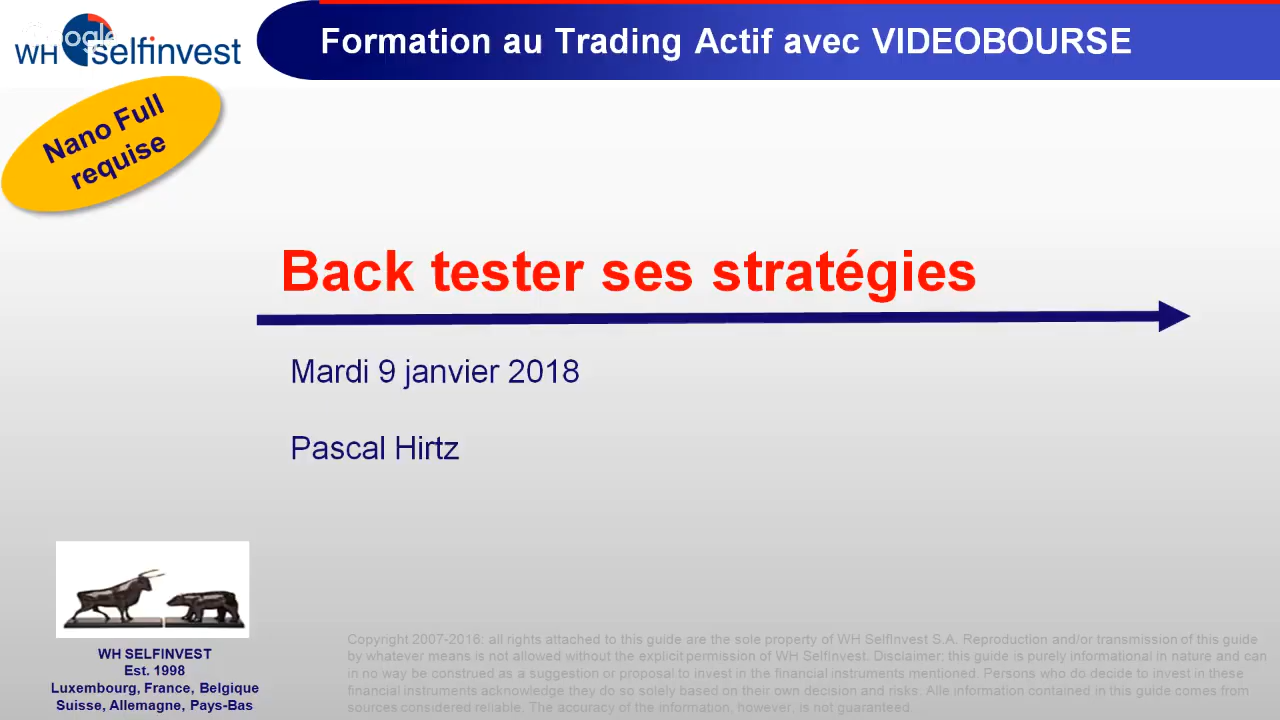 Google
WH selfinvest
Formation au Trading Actif avec VIDEOBOURSE
Nano Full
requise
Back tester ses stratégies
Mardi 9 janvier 2018
Pascal Hirtz
WH SELFINVEST
Est. 1998
Luxembourg, France, Belgique
Suisse, Allemagne, Pays-Bas
Copyright 2007-2016: all rights attached to this guide are the sole property of WH SelfInvest S.A. Reproduction and/or transmission of this guide
by whatever means is not allowed without the explicit permission of WH SelfInvest. Disclaimer: this guide is purely informational in nature and can
in no way be construed as a suggestion or proposal to invest in the financial instruments mentioned. Persons who do decide to invest in these
financial instruments acknowledge they do so solely based on their own decision and risks. Alle information contained in this guide comes from
sources considered reliable. The accuracy of the information, however, is not guaranteed.